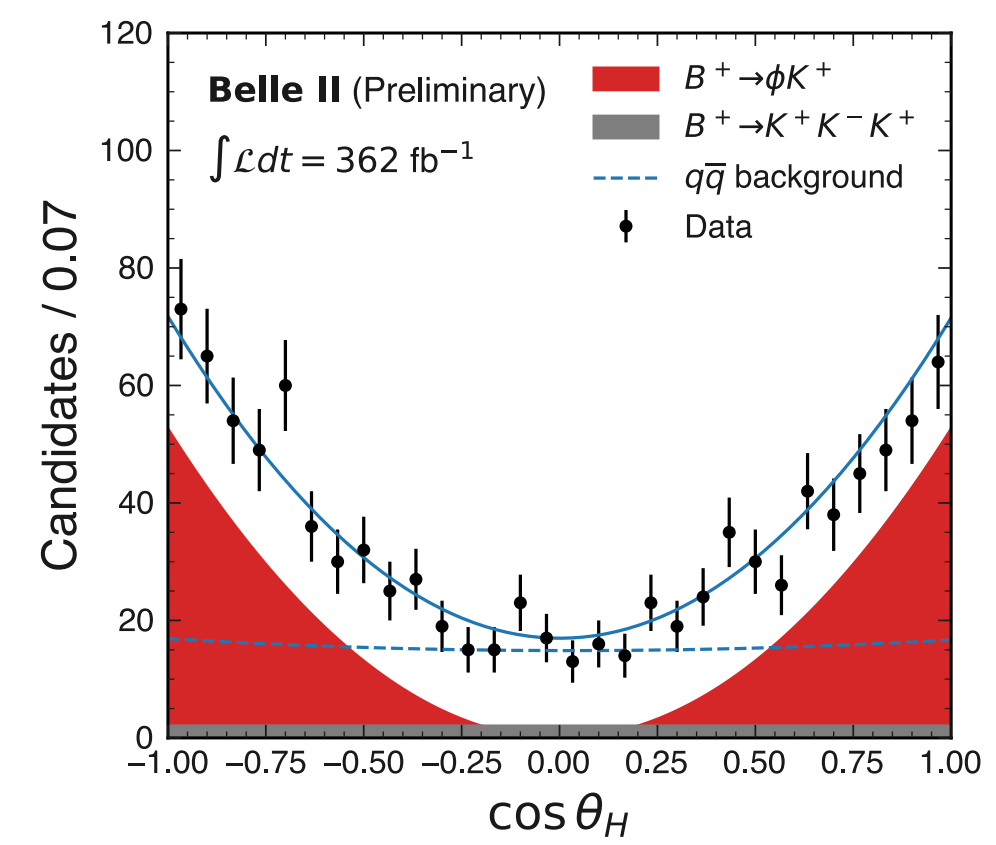 120
100
80
60
40
20
0
Candidates / 0.07
Belle II (Preliminary)
∫ℒdt = 362 fb⁻¹
B⁺→ϕK⁺
B⁺→K⁺K⁻K⁺
qq̅ background
Data
−1.00 −0.75 −0.50 −0.25 0.00 0.25 0.50 0.75 1.00
cos θ_H